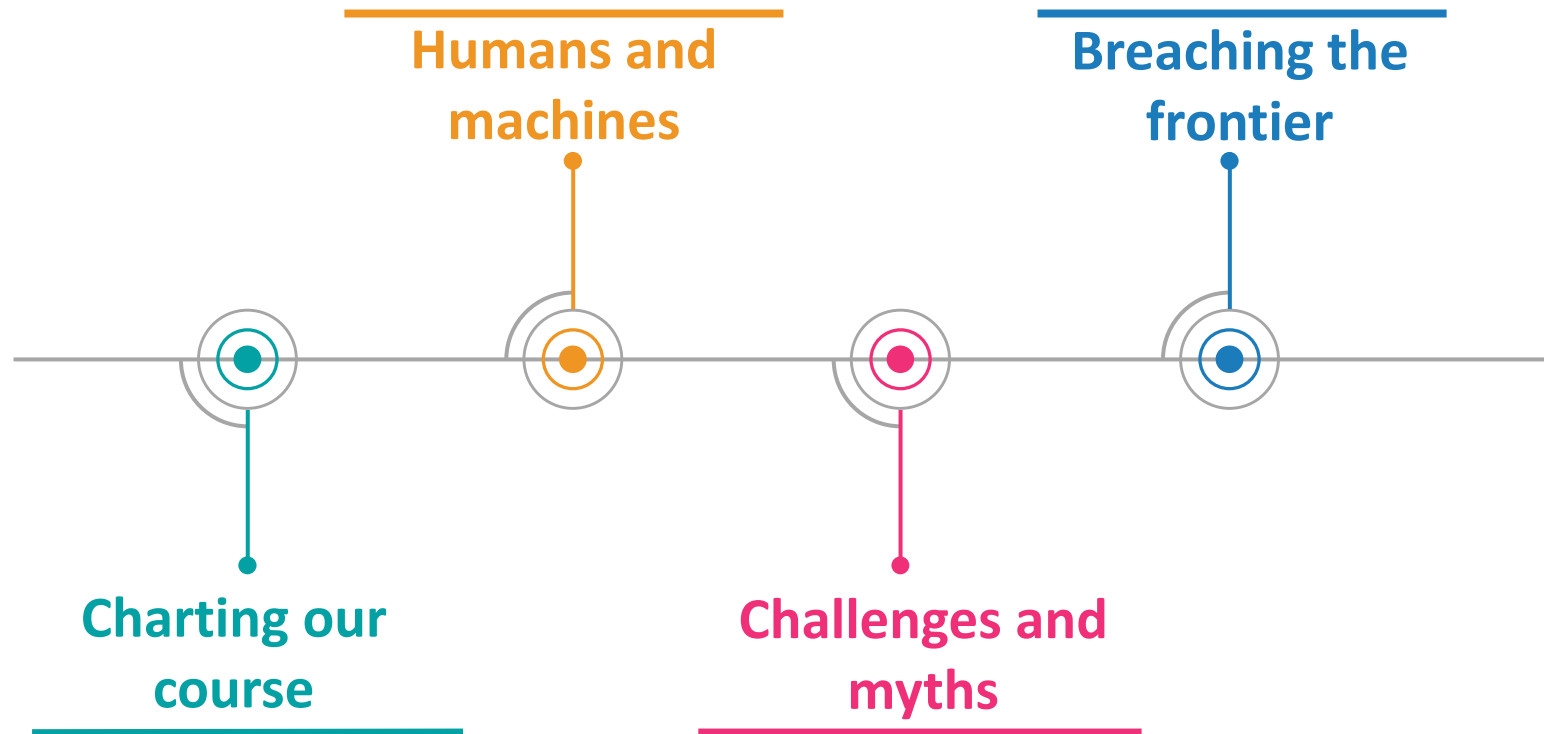 Humans and
machines
Breaching the
frontier
Charting our
course
Challenges and
myths